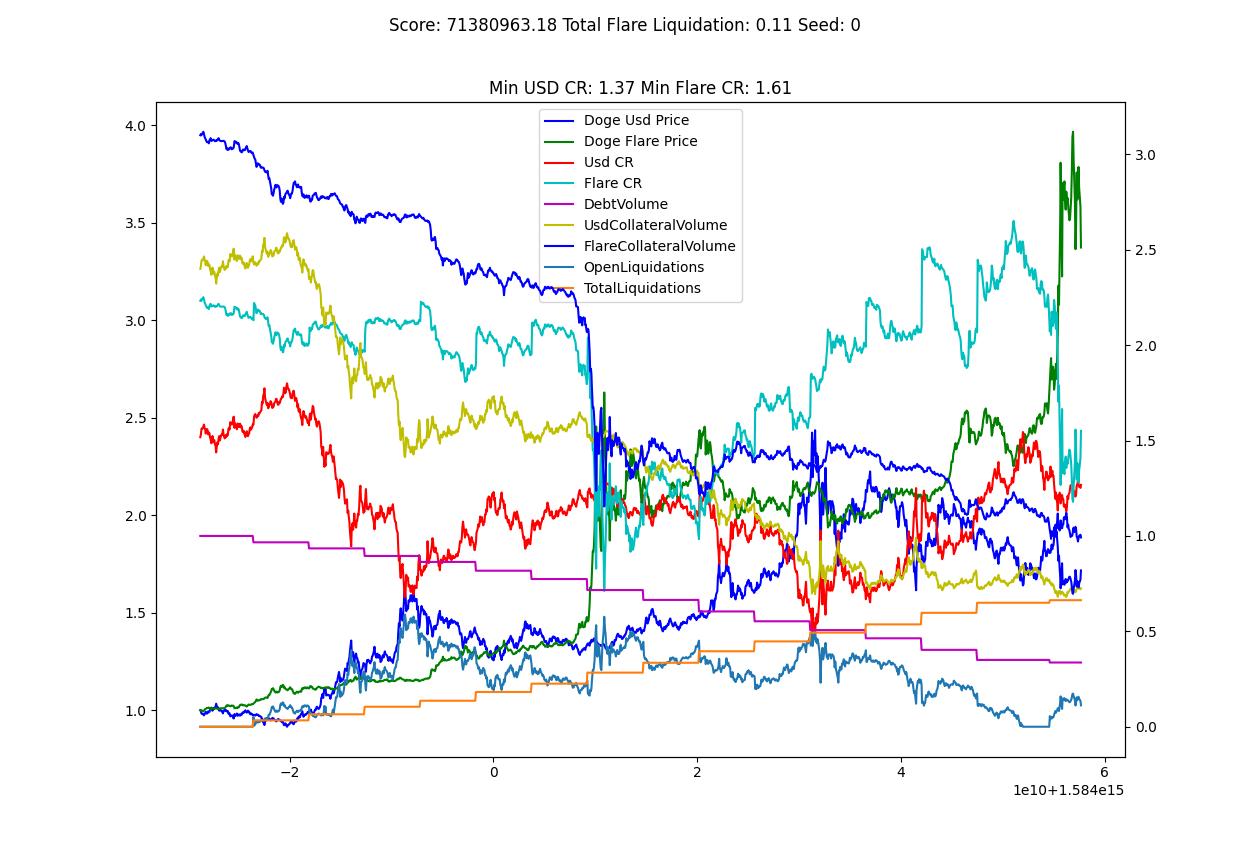 Score: 71380963.18 Total Flare Liquidation: 0.11 Seed: 0
Min USD CR: 1.37 Min Flare CR: 1.61
4.0
3.5
3.0
2.5
2.0
1.5
1.0
Doge Usd Price
Doge Flare Price
Usd CR
Flare CR
DebtVolume
UsdCollateralVolume
FlareCollateralVolume
OpenLiquidations
TotalLiquidations
3.0
2.5
2.0
1.5
1.0
0.5
0.0
−2 0 2 4 6
1e10+1.584e15